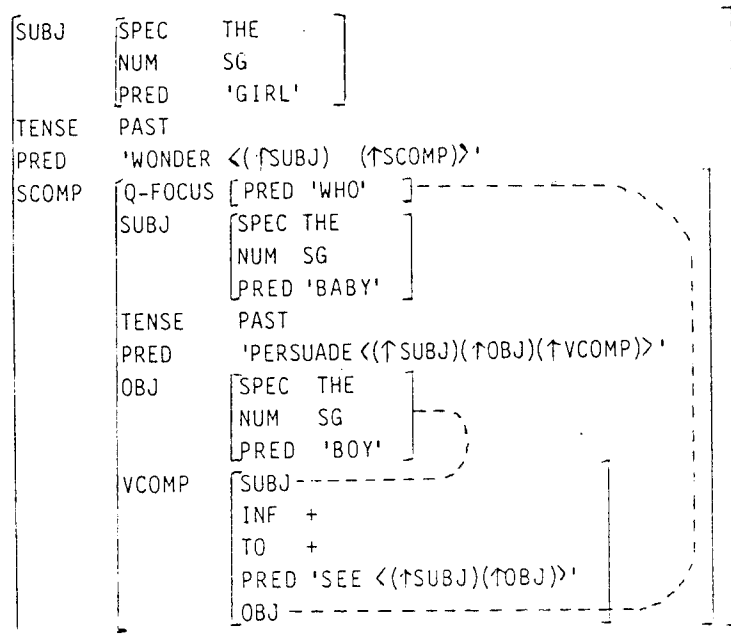 SUBJ SPEC THE
NUM SG
PRED 'GIRL'
TENSE PAST
PRED 'WONDER <(↑SUBJ) (↑SCOMP)>'
SCOMP Q-FOCUS [PRED 'WHO' ]
SUBJ SPEC THE
NUM SG
PRED 'BABY'
TENSE PAST
PRED 'PERSUADE <(↑SUBJ)(↑OBJ)(↑VCOMP)>'
OBJ SPEC THE
NUM SG
PRED 'BOY'
VCOMP SUBJ
INF +
TO +
PRED 'SEE <(↑SUBJ)(↑OBJ)>'
OBJ